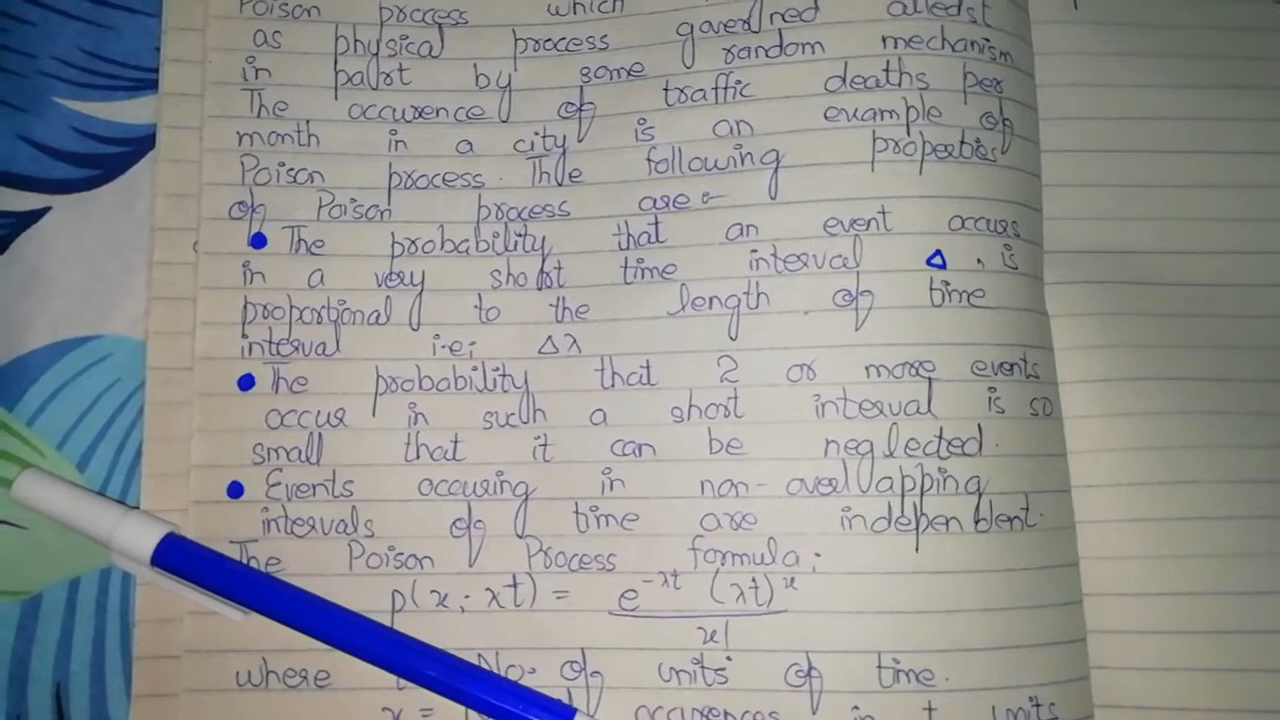 Poison process which
as physical process governed atleast
in part by some random mechanism
The occurence of traffic deaths per
month in a city is an example of
Poison process. The following properties
of Poison process are:-
• The probability that an event occurs
in a very short time interval Δ, is
proportional to the length of time
interval i.e; Δλ
• The probability that 2 or more events
occur in such a short interval is so
small that it can be neglected.
• Events occuring in non-overlapping
intervals of time are independent.
The Poison Process formula:
p(x; λt) = e^-λt (λt)^x / x!
where No. of units of time.
x = occurences in t units